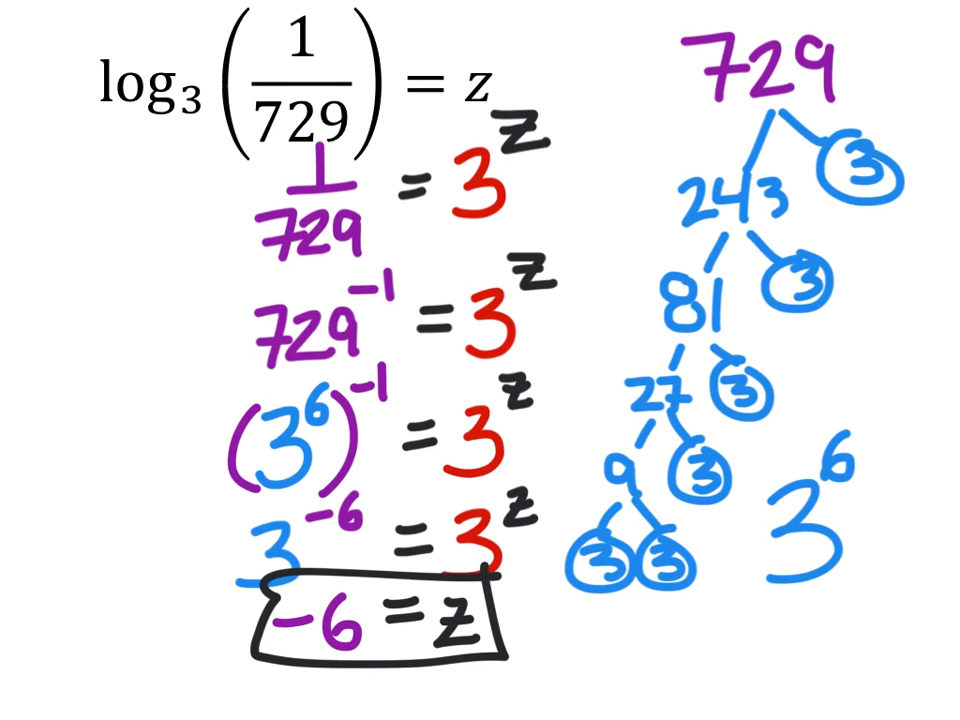 log₃(1/729) = z
1/729 = 3^z
729^-1 = 3^z
(3^6)^-1 = 3^z
3^-6 = 3^z
-6 = z
729
243 3
81 3
27 3
9 3
3 3
3^6